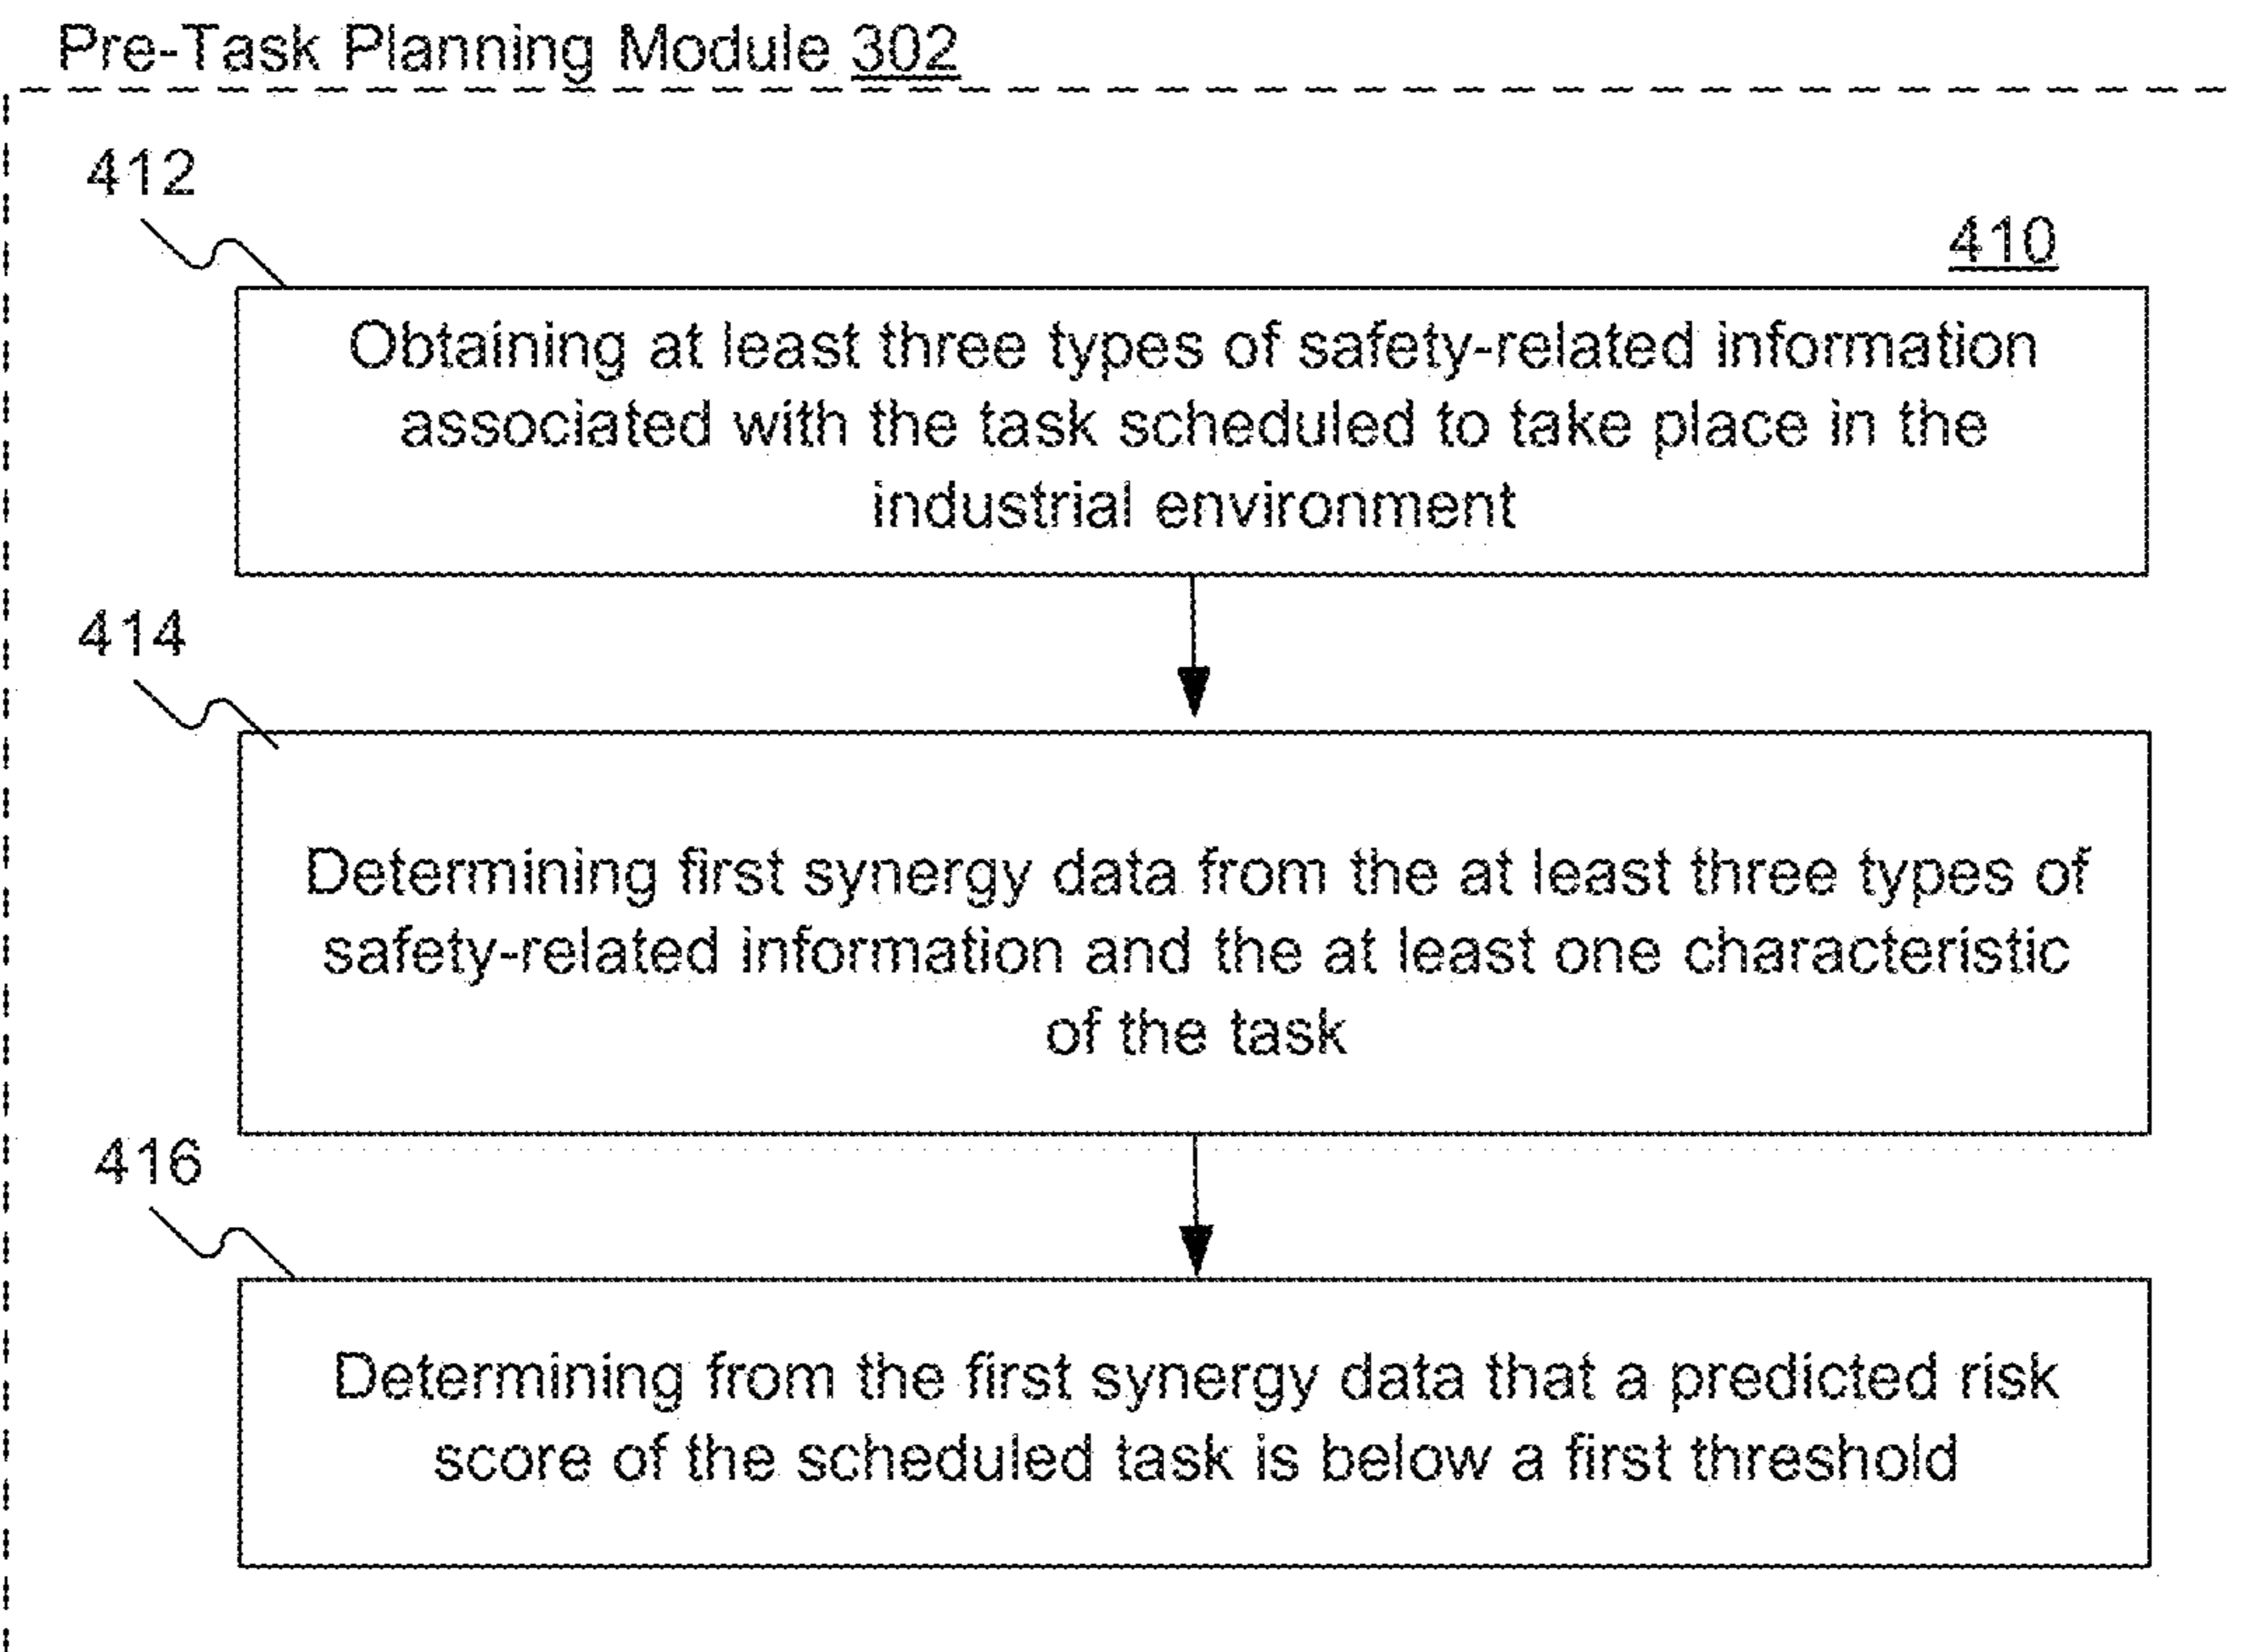 Pre-Task Planning Module 302
412
410
Obtaining at least three types of safety-related information
associated with the task scheduled to take place in the
industrial environment
414
Determining first synergy data from the at least three types of
safety-related information and the at least one characteristic
of the task
416
Determining from the first synergy data that a predicted risk
score of the scheduled task is below a first threshold